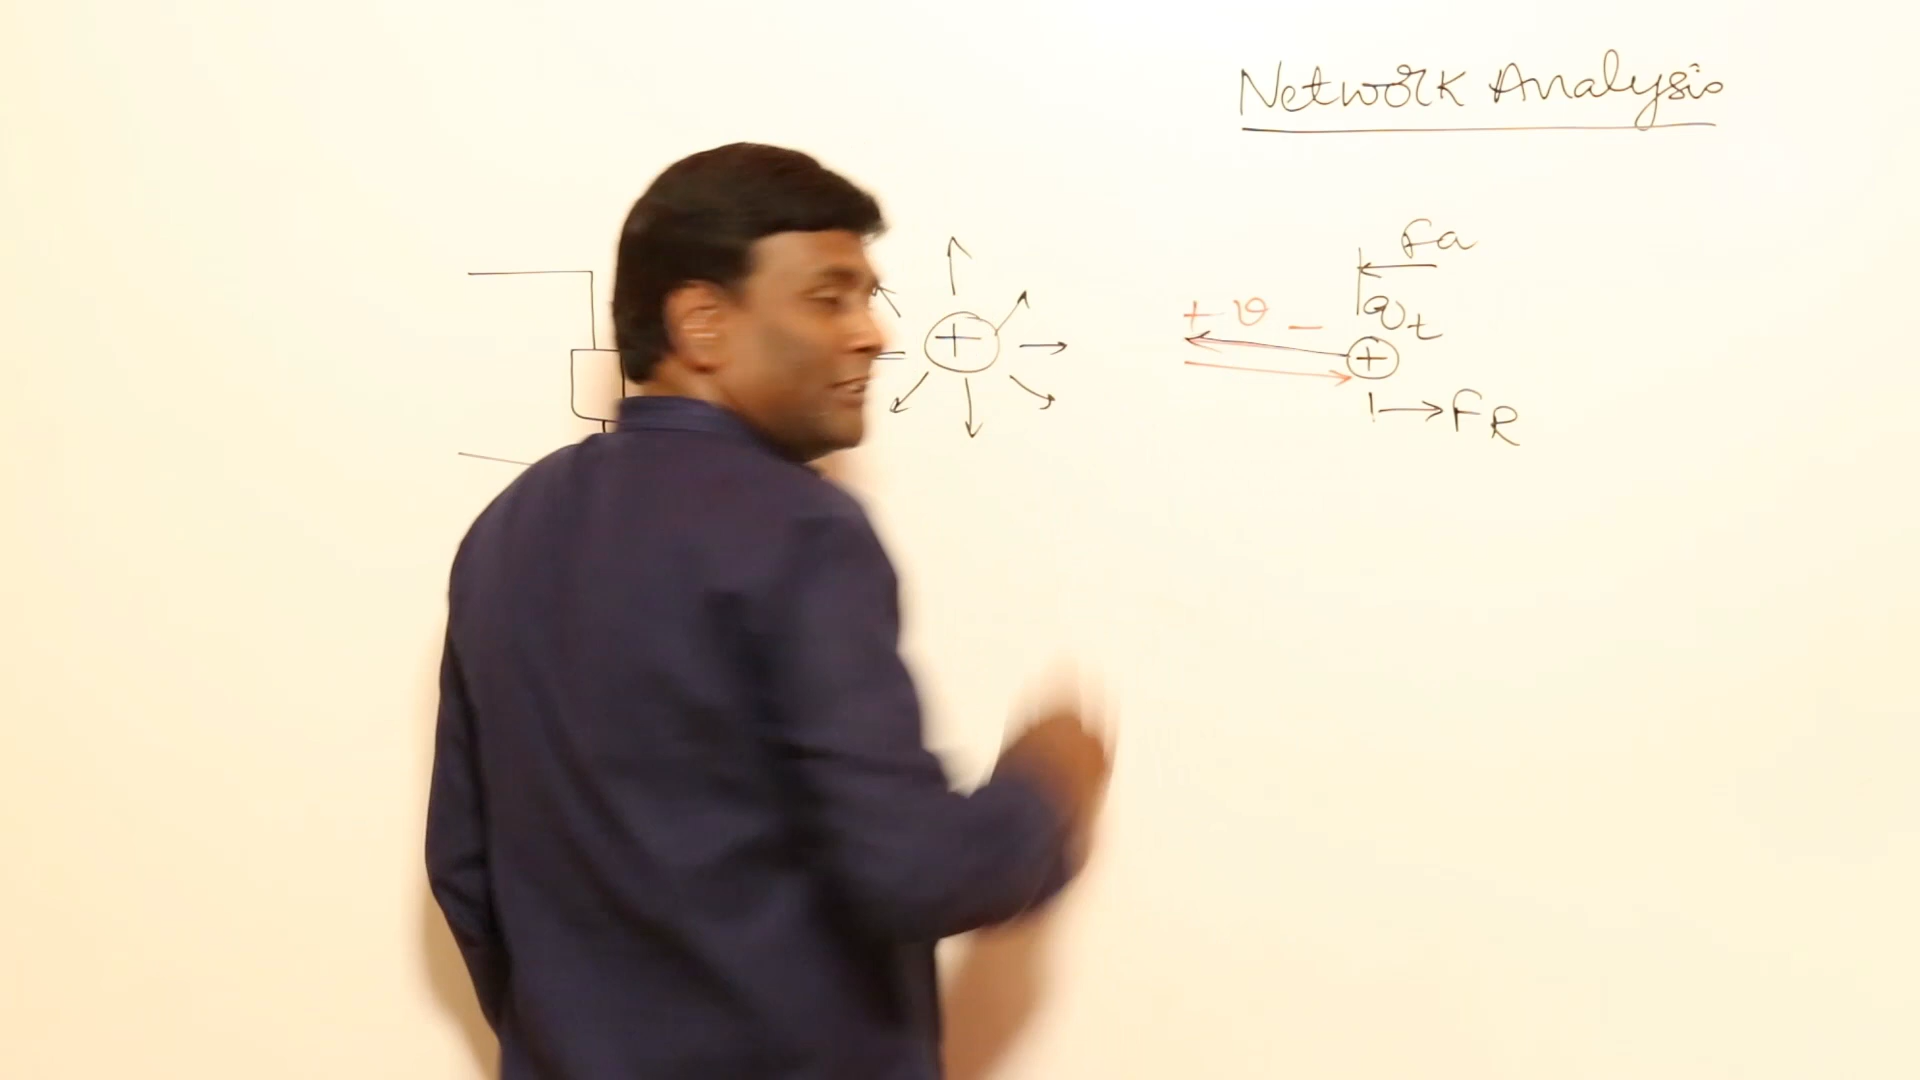 Network Analysis
Fa
+ v -
Qt
+
+
FR